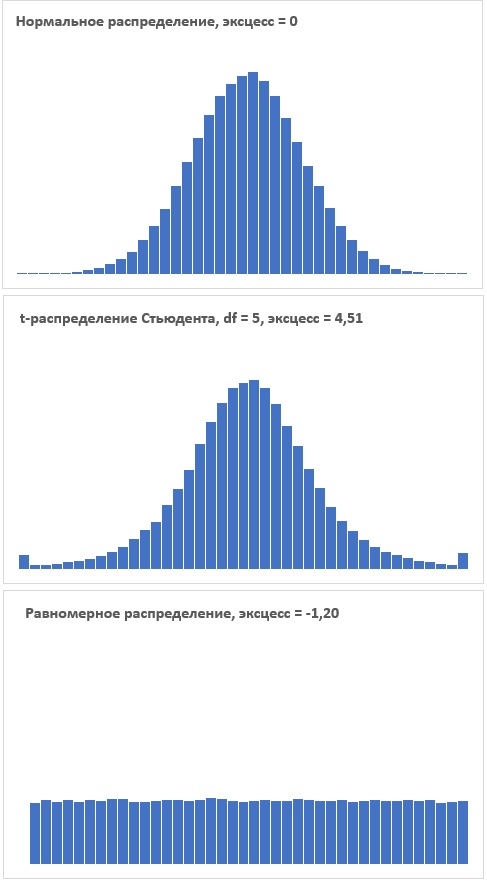 Нормальное распределение, эксцесс = 0
t-распределение Стьюдента, df = 5, эксцесс = 4,51
Равномерное распределение, эксцесс = -1,20